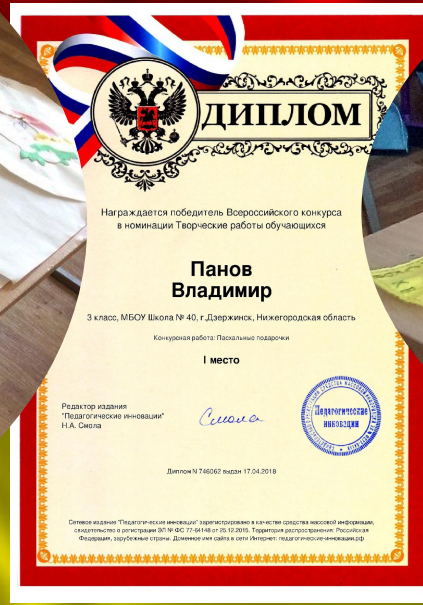 ДИПЛОМ
Награждается победитель Всероссийского конкурса
в номинации Творческие работы обучающихся
Панов
Владимир
3 класс, МБОУ Школа № 40, г.Дзержинск, Нижегородская область
Конкурсная работа: Пасхальные подарочки
I место
Редактор издания
"Педагогические инновации"
Н.А. Смола
Смола
Педагогические
инновации
Диплом N 746062 выдан 17.04.2018
Сетевое издание "Педагогические инновации" зарегистрировано в качестве средства массовой информации,
свидетельство о регистрации ЭЛ № ФС 77-64148 от 25.12.2015. Территория распространения: Российская
Федерация, зарубежные страны. Доменное имя сайта в сети Интернет: педагогические-инновации.рф